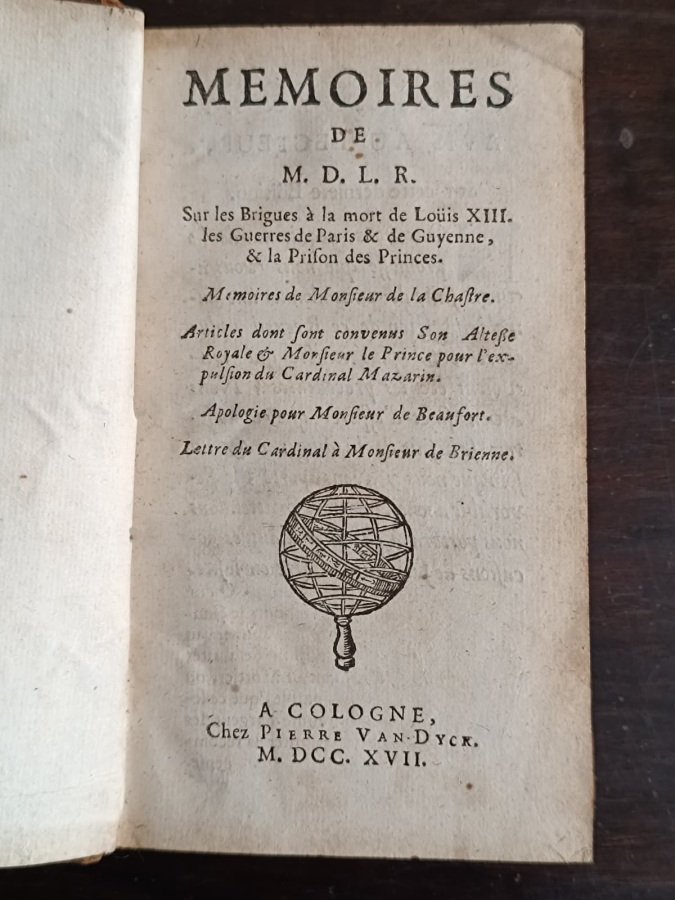 MEMOIRES
DE
M. D. L. R.
Sur les Brigues à la mort de Loüis XIII.
les Guerres de Paris & de Guyenne,
& la Priſon des Princes.
Memoires de Monſieur de la Chaſtre.
Articles dont ſont convenus Son Alteſſe
Royale & Monſieur le Prince pour l'ex-
pulſion du Cardinal Mazarin.
Apologie pour Monſieur de Beaufort.
Lettre du Cardinal à Monſieur de Brienne.
A COLOGNE,
Chez PIERRE VAN-DYCK.
M. DCC. XVII.